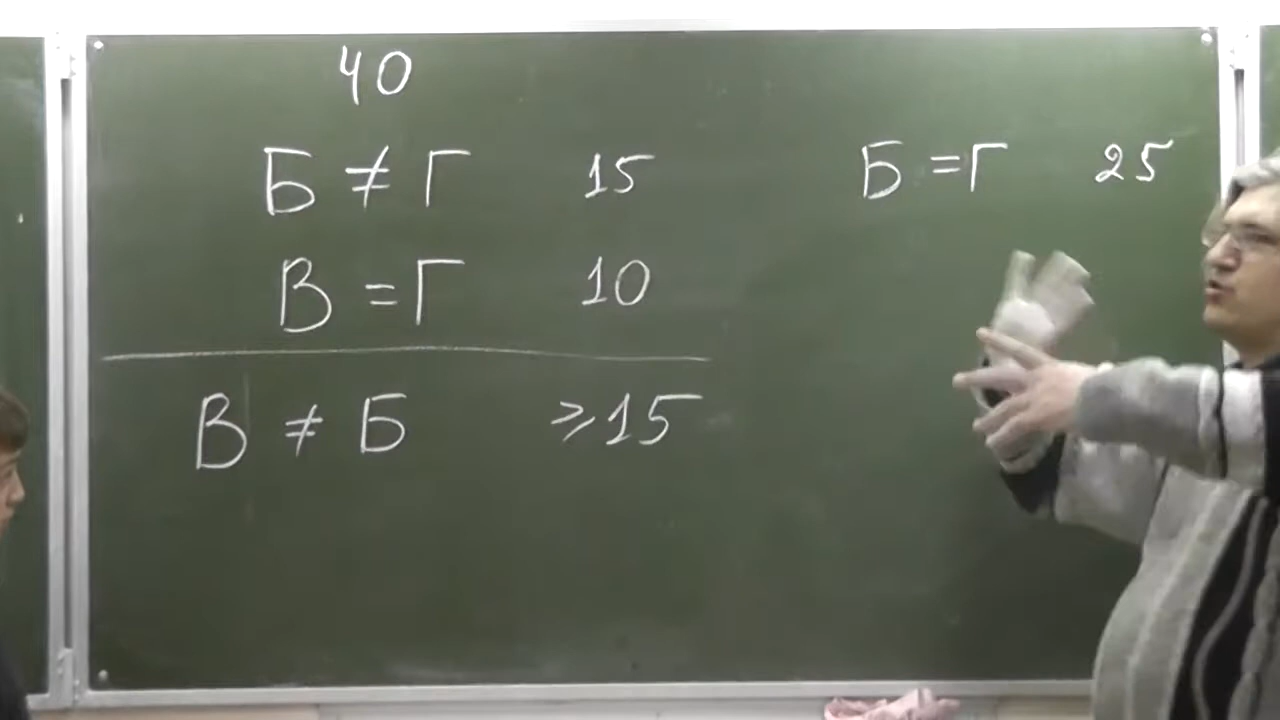 40
Б ≠ Г 15
В = Г 10
В ≠ Б ⩾15
Б = Г 25